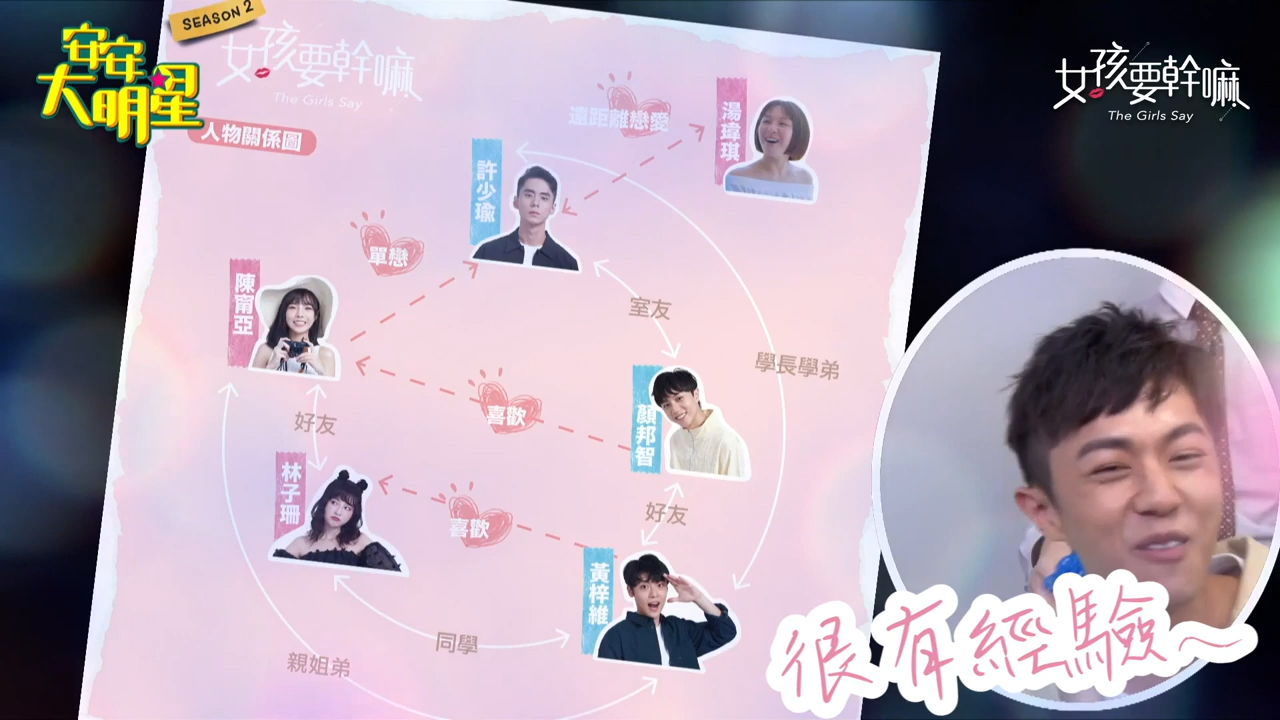 安安
大明星
SEASON 2
女孩要幹嘛
The Girls Say
人物關係圖
女孩要幹嘛
The Girls Say
遠距離戀愛
湯瑋琪
許少瑜
單戀
陳甯亞
室友
學長學弟
喜歡
顏邦智
好友
林子珊
喜歡
好友
黃梓維
同學
親姐弟
很有經驗~